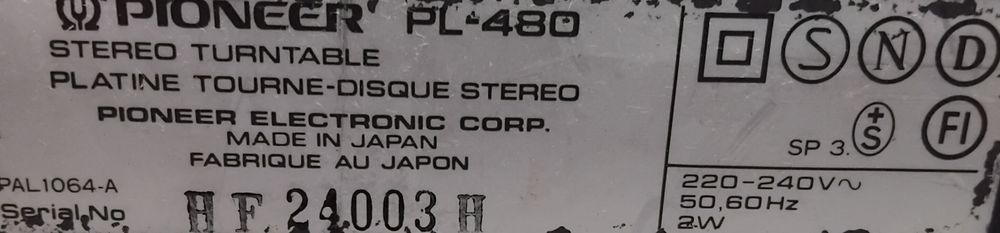 PIONEER PL-480
STEREO TURNTABLE
PLATINE TOURNE-DISQUE STEREO
PIONEER ELECTRONIC CORP.
MADE IN JAPAN
FABRIQUE AU JAPON
PAL1064-A
Serial No HF 24003 H
S N D
SP 3. +S FI
220-240V~
50,60Hz
2W